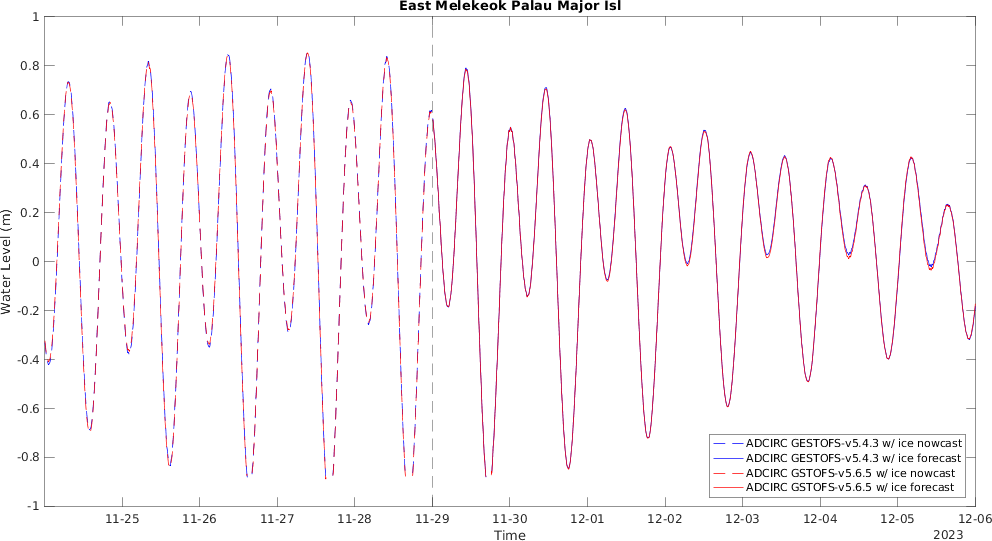 East Melekeok Palau Major Isl
1
0.8
0.6
0.4
0.2
0
-0.2
-0.4
-0.6
-0.8
-1
Water Level (m)
ADCIRC GESTOFS-v5.4.3 w/ ice nowcast
ADCIRC GESTOFS-v5.4.3 w/ ice forecast
ADCIRC GSTOFS-v5.6.5 w/ ice nowcast
ADCIRC GSTOFS-v5.6.5 w/ ice forecast
11-25 11-26 11-27 11-28 11-29 11-30 12-01 12-02 12-03 12-04 12-05 12-06
Time
2023